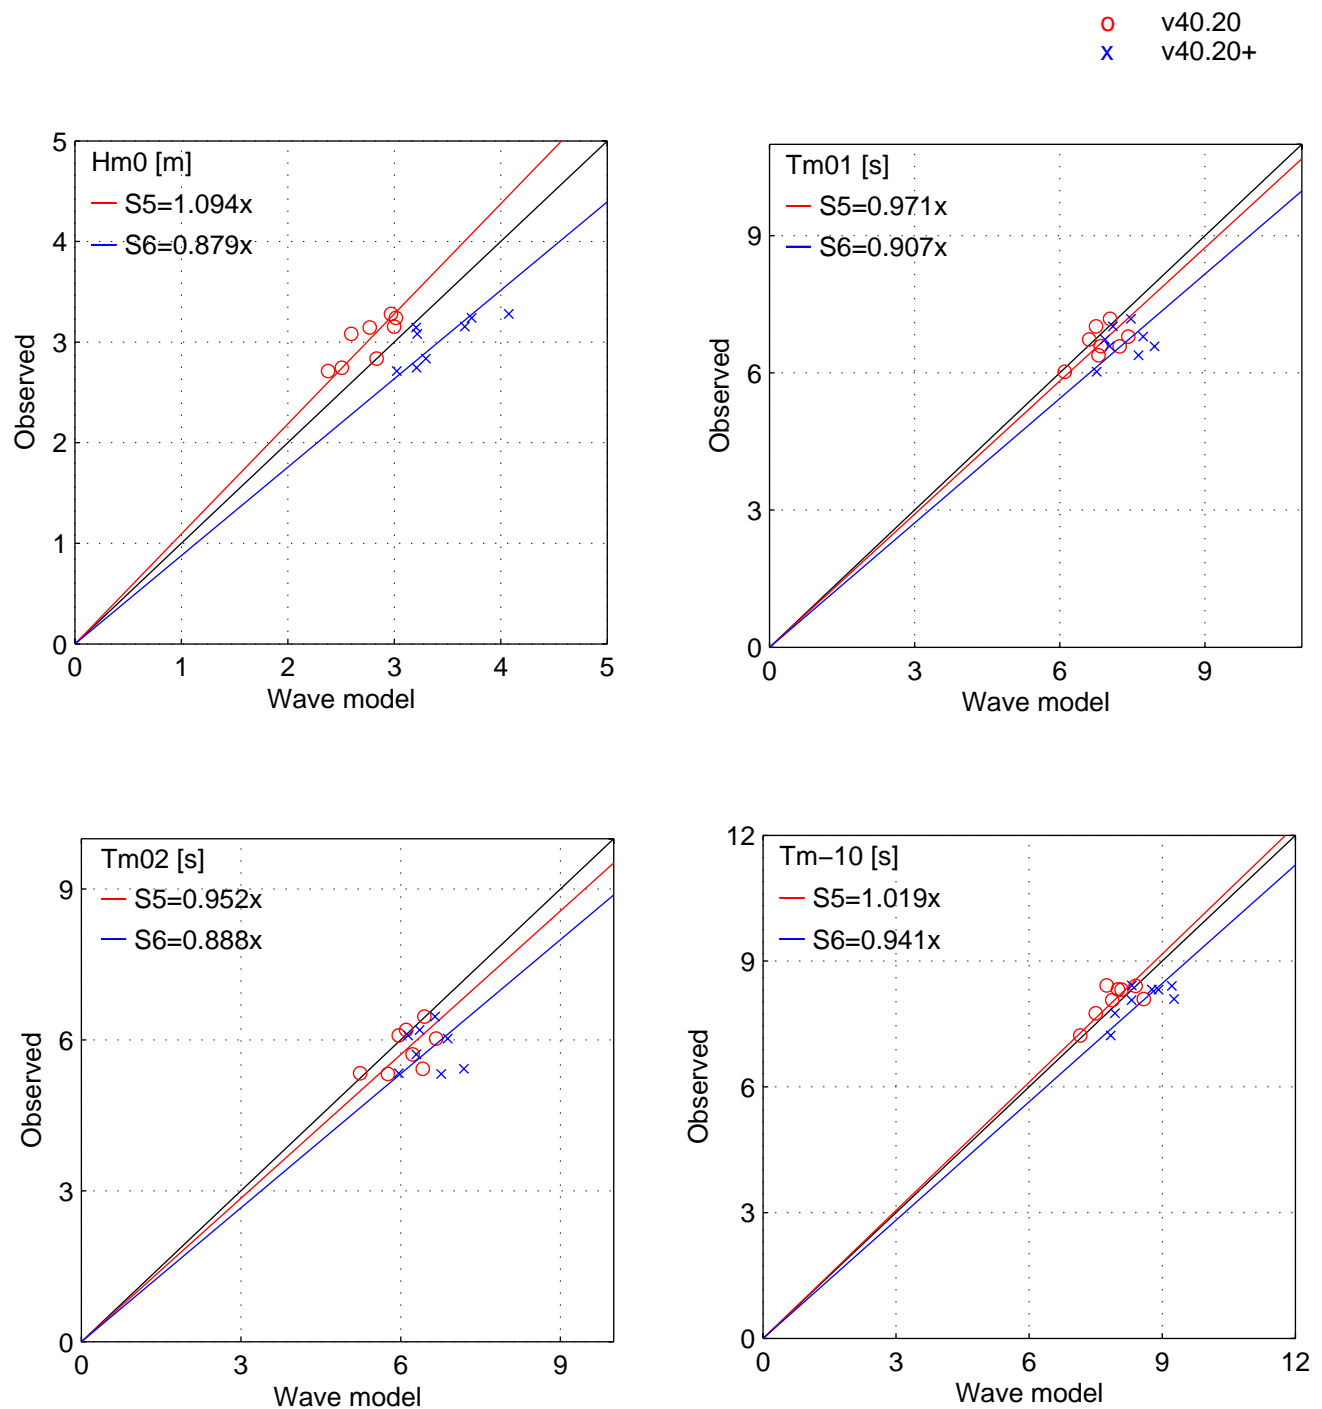 o v40.20
x v40.20+
Hm0 [m]
S5=1.094x
S6=0.879x
5
4
3
2
1
0
0 1 2 3 4 5
Observed
Wave model
Tm01 [s]
S5=0.971x
S6=0.907x
9
6
3
0
0 3 6 9
Observed
Wave model
Tm02 [s]
S5=0.952x
S6=0.888x
9
6
3
0
0 3 6 9
Observed
Wave model
Tm−10 [s]
S5=1.019x
S6=0.941x
12
9
6
3
0
0 3 6 9 12
Observed
Wave model